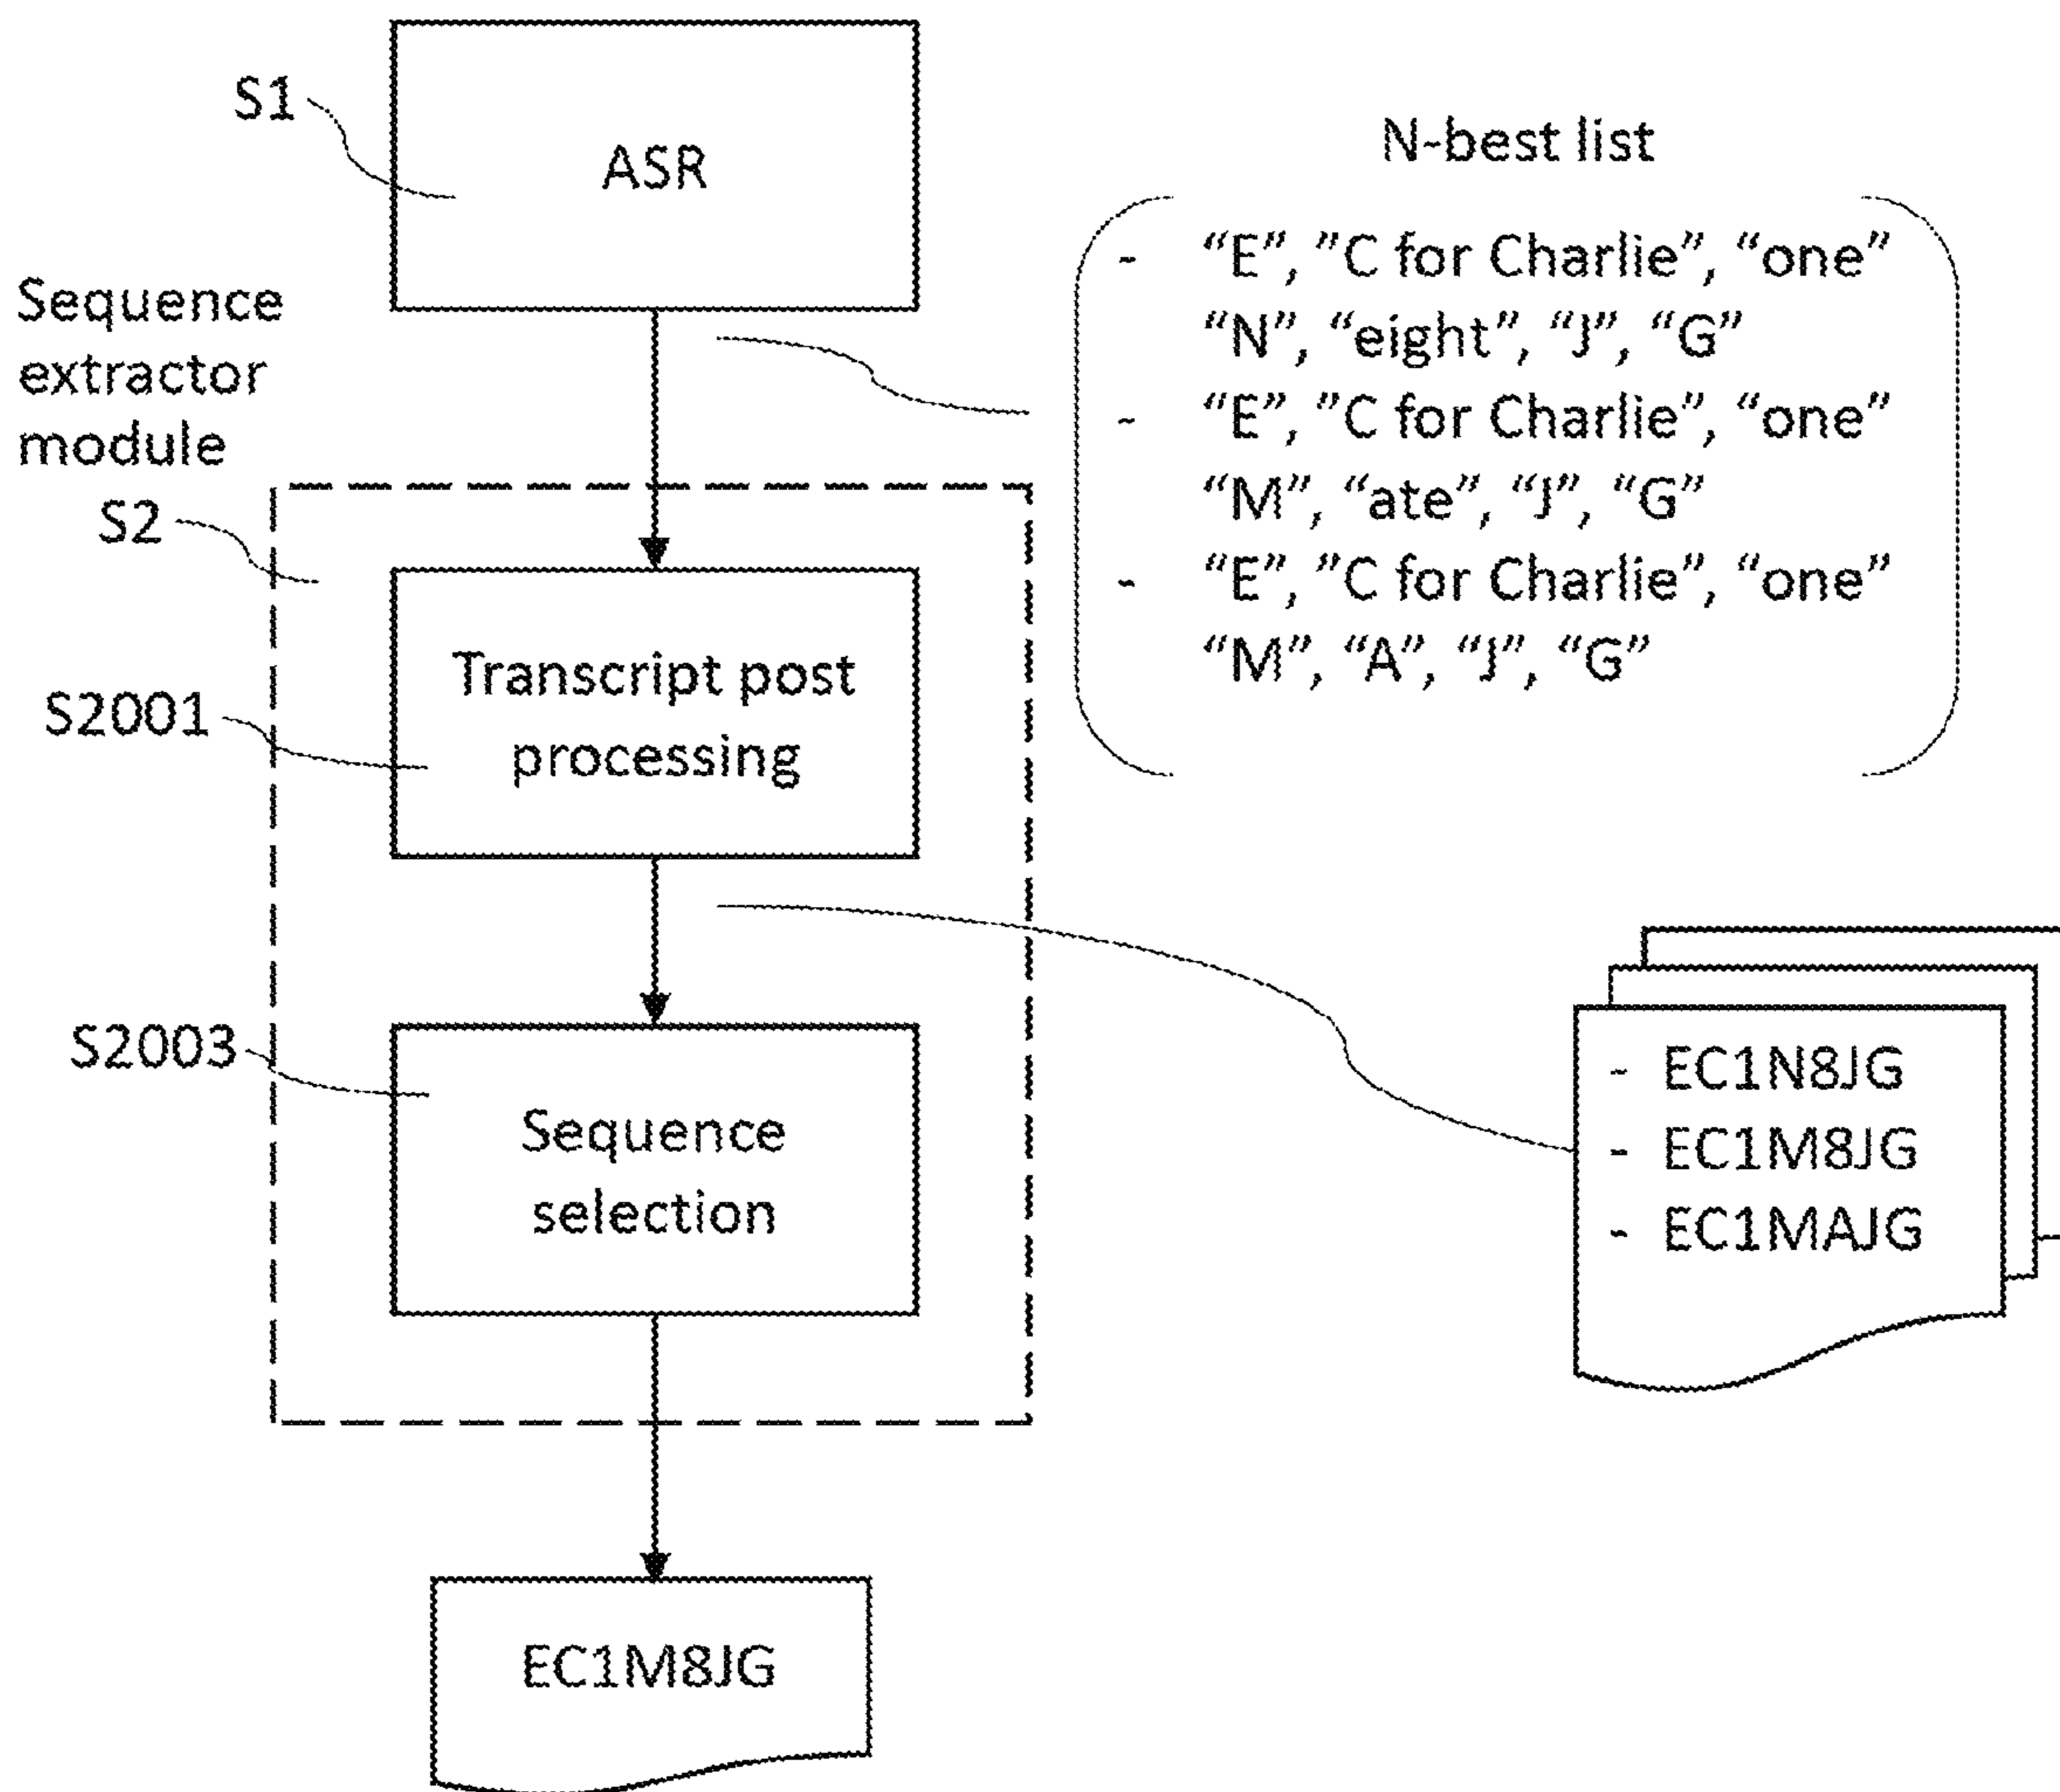 S1
ASR
N-best list
- “E”, ”C for Charlie”, “one”
“N”, “eight”, “J”, “G”
- “E”, ”C for Charlie”, “one”
“M”, “ate”, “J”, “G”
- “E”, ”C for Charlie”, “one”
“M”, “A”, “J”, “G”
Sequence
extractor
module
S2
S2001
Transcript post
processing
S2003
Sequence
selection
- EC1N8JG
- EC1M8JG
- EC1MAJG
EC1M8JG